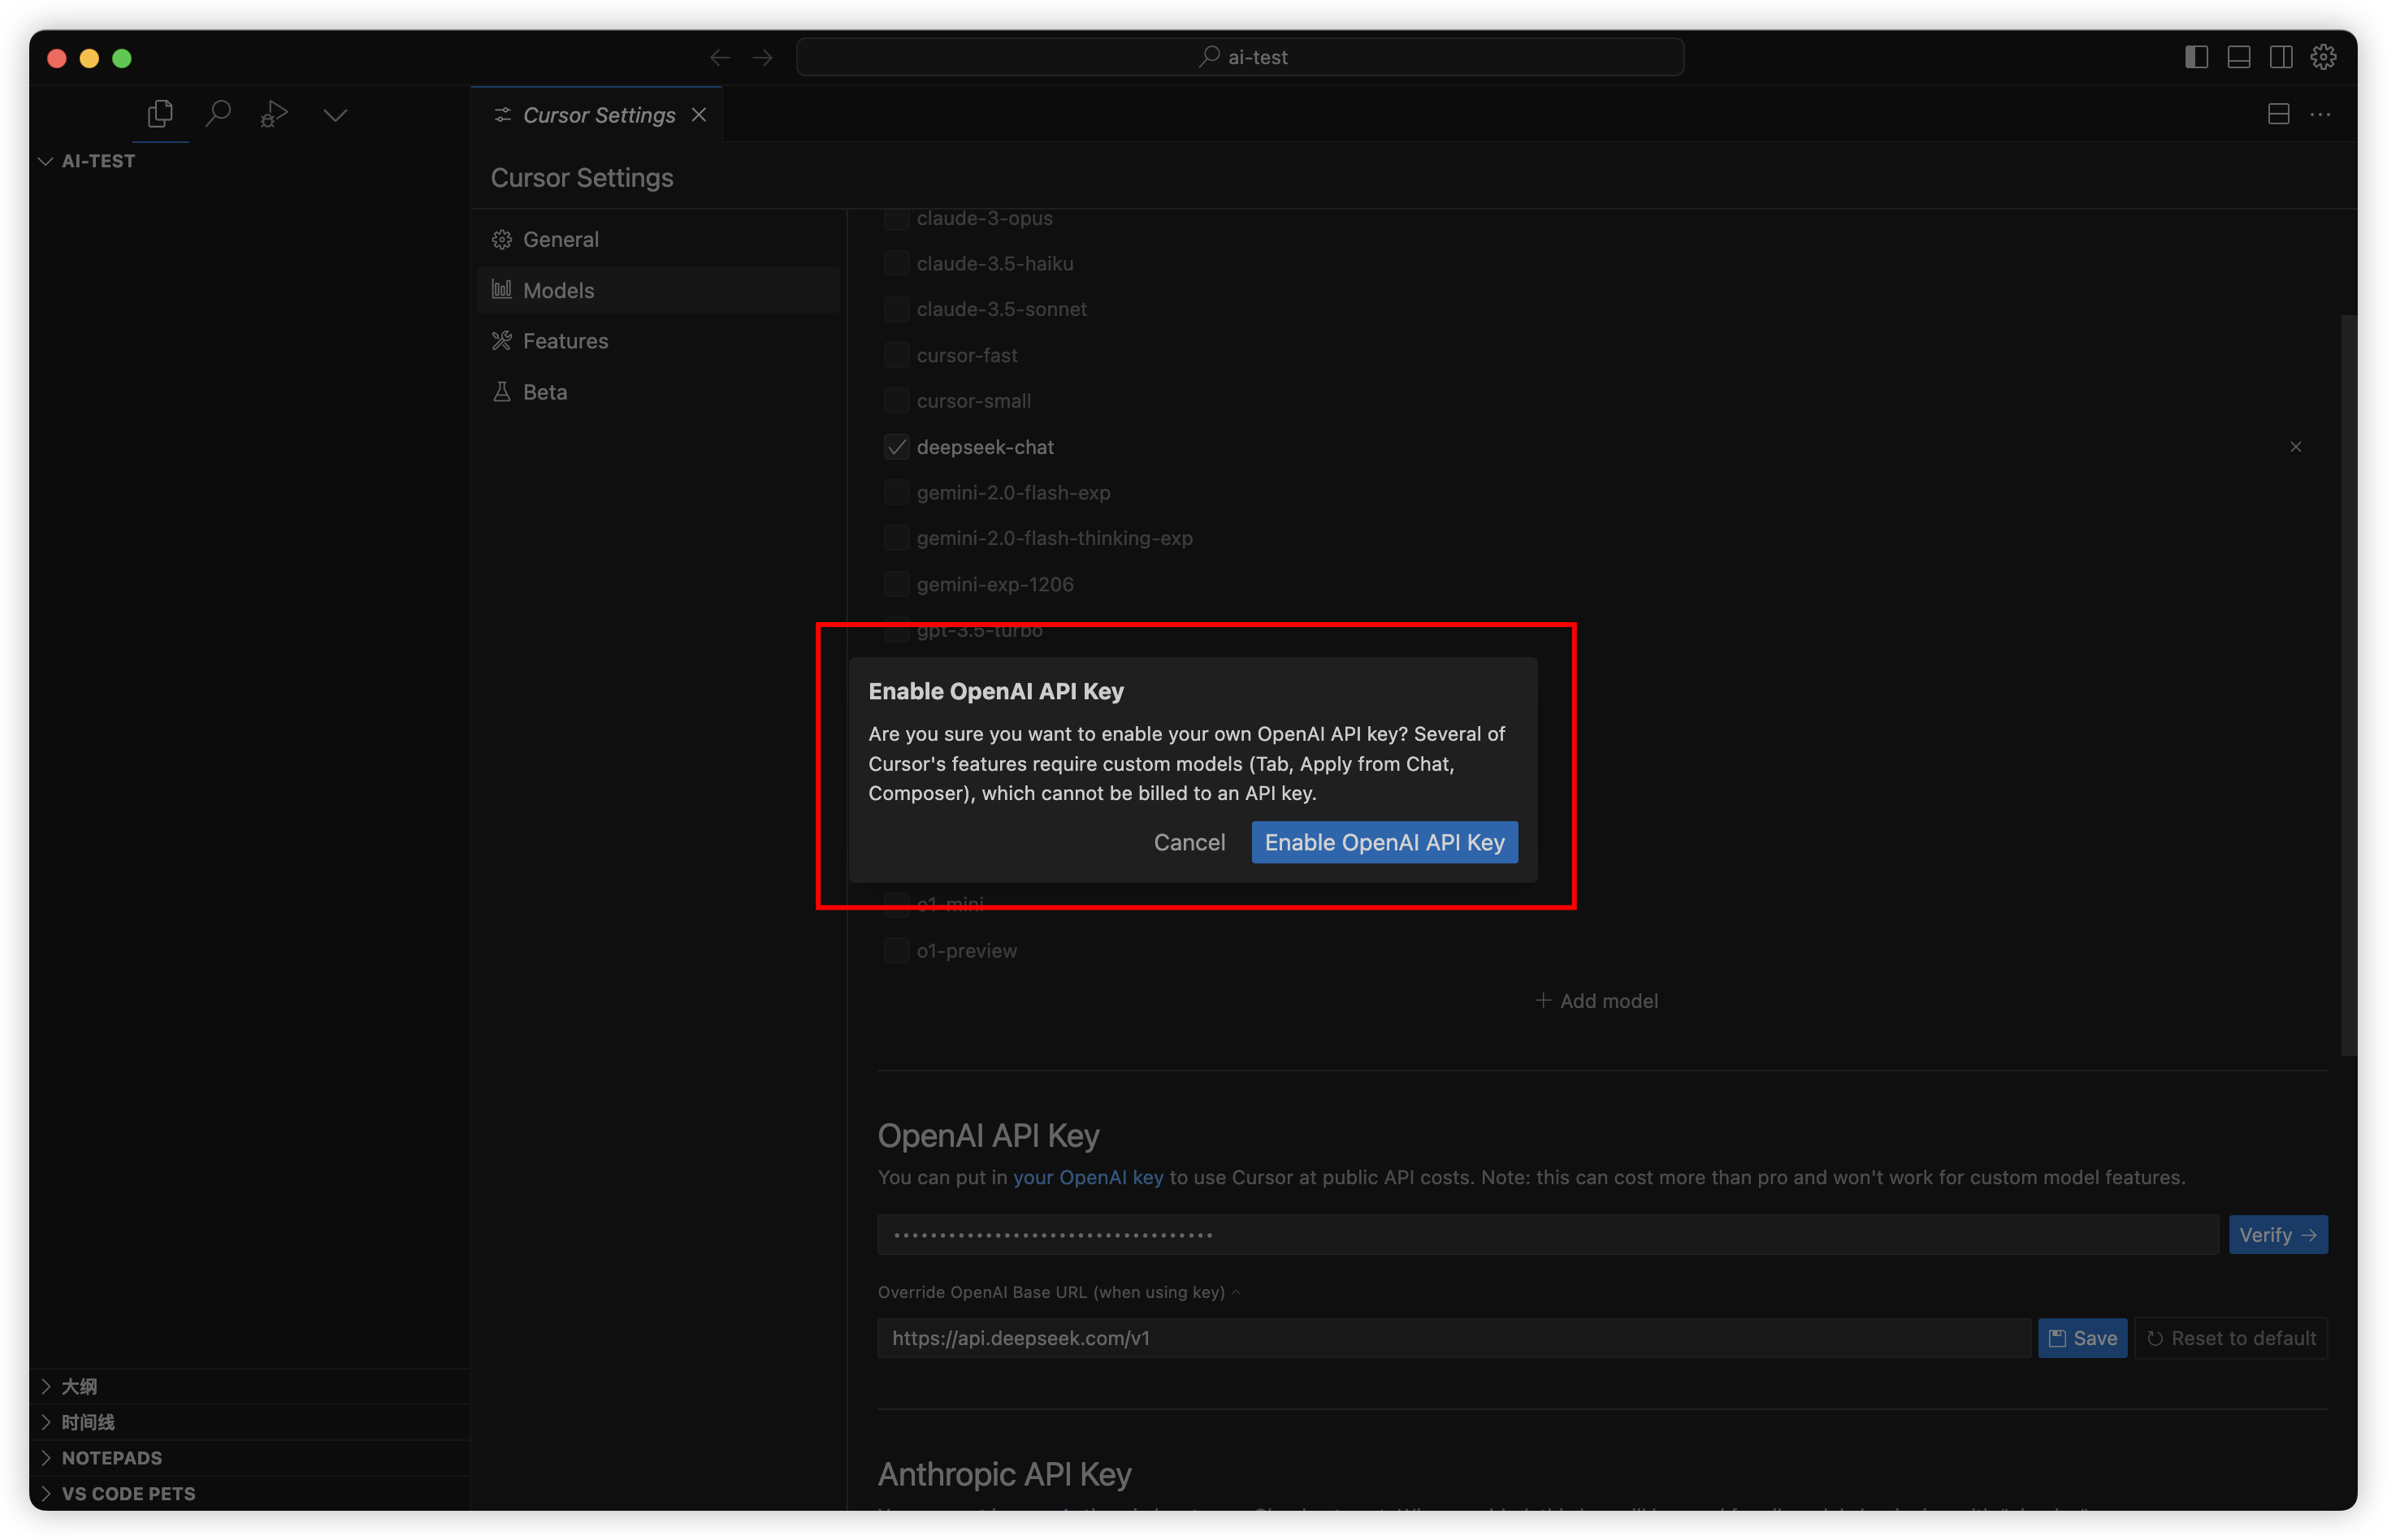 ai-test
Cursor Settings
AI-TEST
Cursor Settings
General
Models
Features
Beta
claude-3-opus
claude-3.5-haiku
claude-3.5-sonnet
cursor-fast
cursor-small
deepseek-chat
gemini-2.0-flash-exp
gemini-2.0-flash-thinking-exp
gemini-exp-1206
gpt-3.5-turbo
Enable OpenAI API Key
Are you sure you want to enable your own OpenAI API key? Several of
Cursor's features require custom models (Tab, Apply from Chat,
Composer), which cannot be billed to an API key.
Cancel
Enable OpenAI API Key
o1-mini
o1-preview
+ Add model
OpenAI API Key
You can put in your OpenAI key to use Cursor at public API costs. Note: this can cost more than pro and won't work for custom model features.
Verify →
Override OpenAI Base URL (when using key)
https://api.deepseek.com/v1
Save
Reset to default
Anthropic API Key
大纲
时间线
NOTEPADS
VS CODE PETS